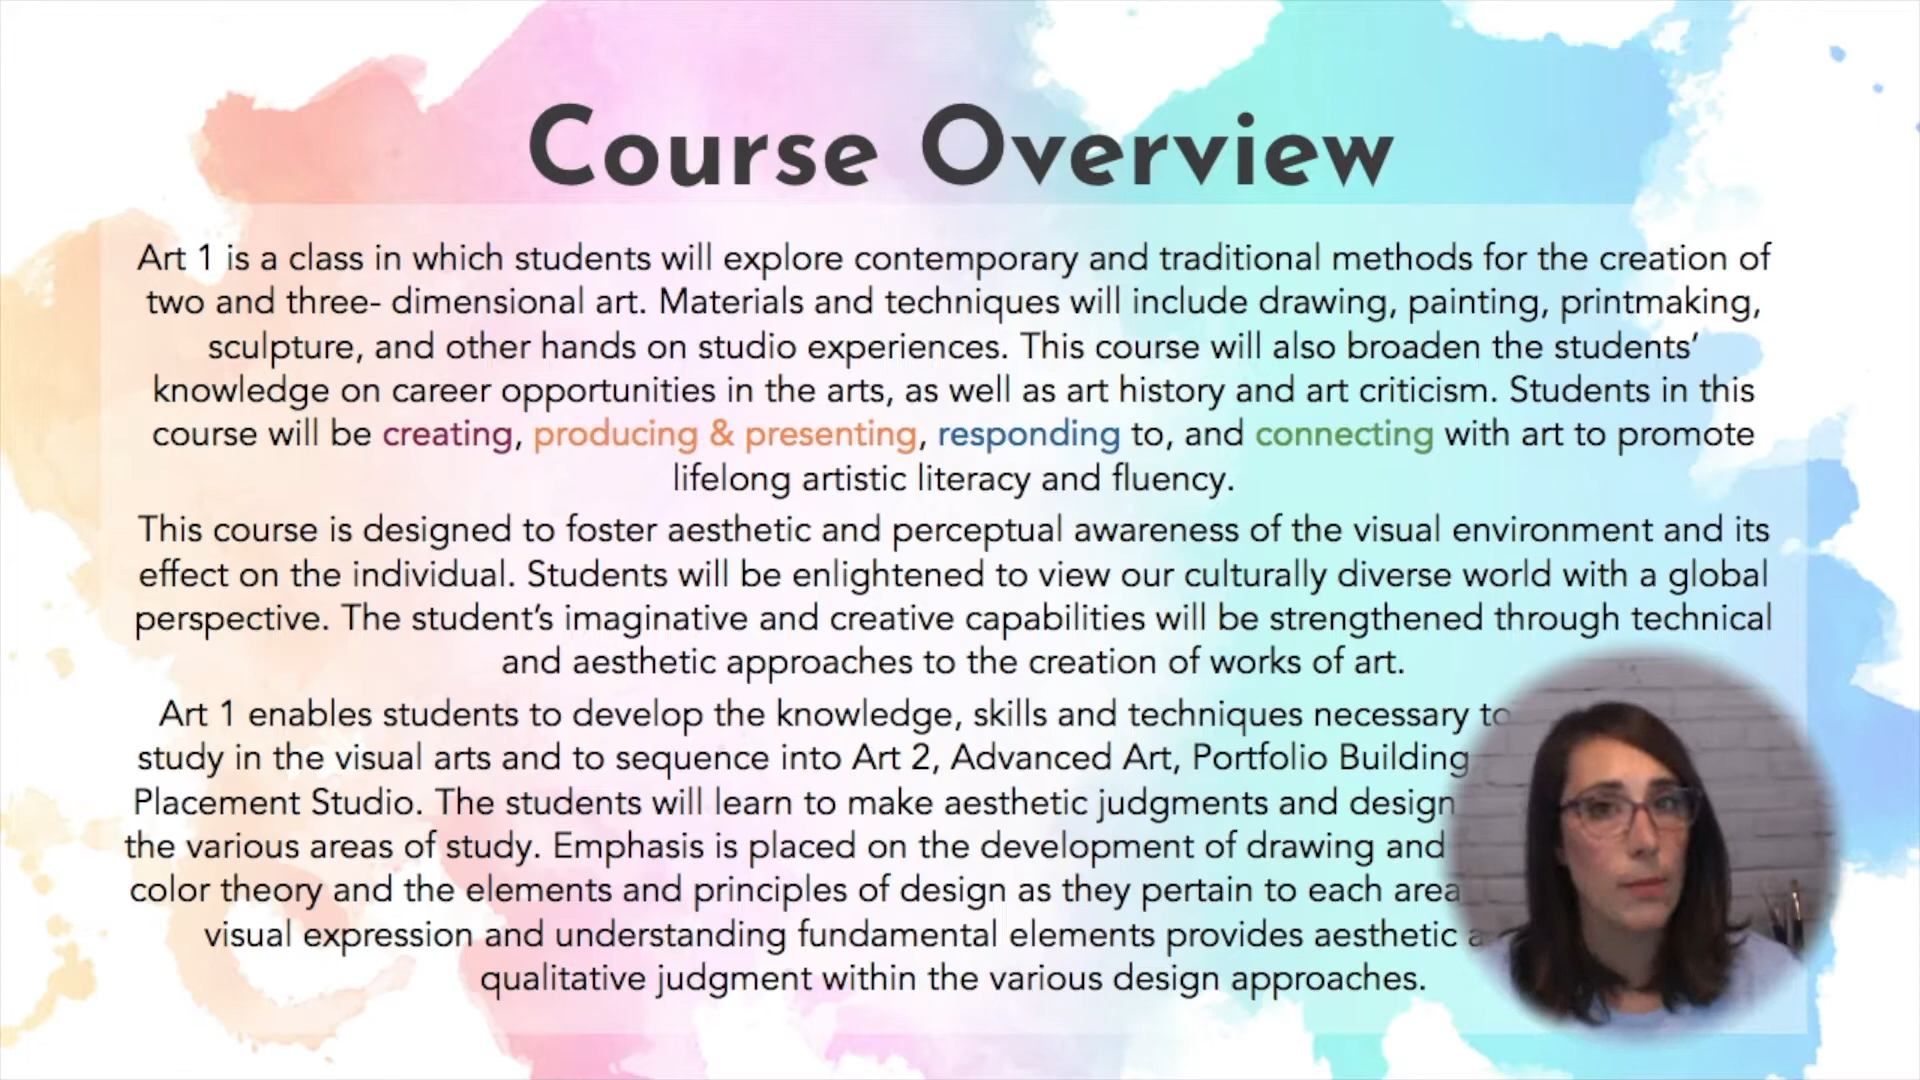 Course Overview
Art 1 is a class in which students will explore contemporary and traditional methods for the creation of
two and three- dimensional art. Materials and techniques will include drawing, painting, printmaking,
sculpture, and other hands on studio experiences. This course will also broaden the students’
knowledge on career opportunities in the arts, as well as art history and art criticism. Students in this
course will be creating, producing & presenting, responding to, and connecting with art to promote
lifelong artistic literacy and fluency.
This course is designed to foster aesthetic and perceptual awareness of the visual environment and its
effect on the individual. Students will be enlightened to view our culturally diverse world with a global
perspective. The student’s imaginative and creative capabilities will be strengthened through technical
and aesthetic approaches to the creation of works of art.
Art 1 enables students to develop the knowledge, skills and techniques necessary to
study in the visual arts and to sequence into Art 2, Advanced Art, Portfolio Building
Placement Studio. The students will learn to make aesthetic judgments and design
the various areas of study. Emphasis is placed on the development of drawing and
color theory and the elements and principles of design as they pertain to each area
visual expression and understanding fundamental elements provides aesthetic
qualitative judgment within the various design approaches.